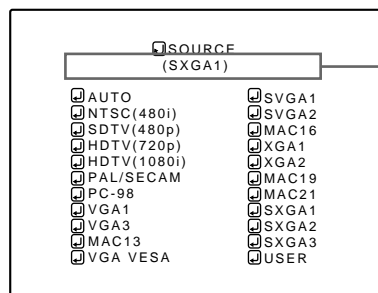 SOURCE
(SXGA1)
AUTO
NTSC(480i)
SDTV(480p)
HDTV(720p)
HDTV(1080i)
PAL/SECAM
PC-98
VGA1
VGA3
MAC13
VGA VESA
SVGA1
SVGA2
MAC16
XGA1
XGA2
MAC19
MAC21
SXGA1
SXGA2
SXGA3
USER